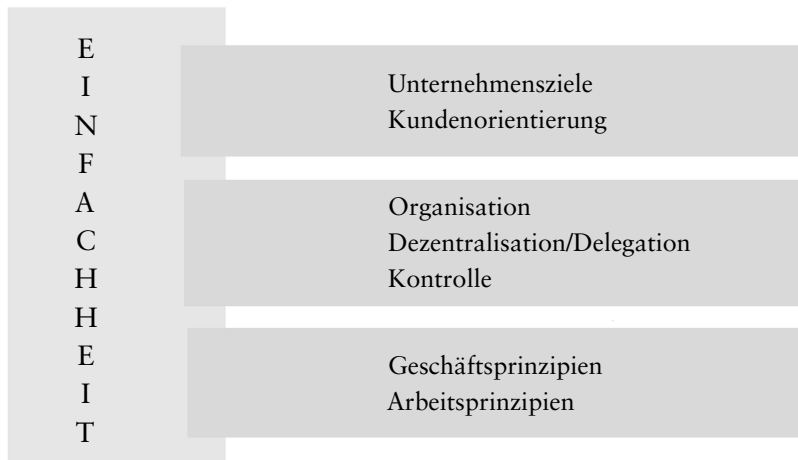 E
I
N
F
A
C
H
H
E
I
T
Unternehmensziele
Kundenorientierung
Organisation
Dezentralisation/Delegation
Kontrolle
Geschäftsprinzipien
Arbeitsprinzipien